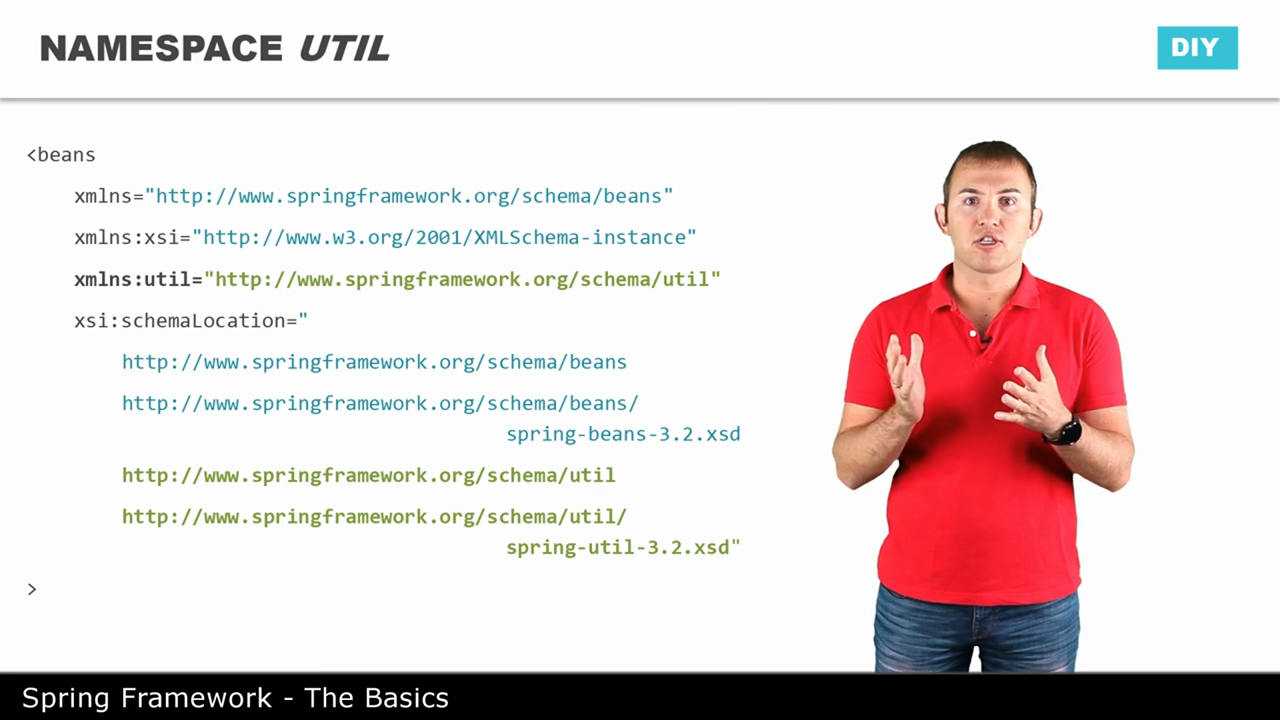 NAMESPACE UTIL
DIY
<beans
xmlns="http://www.springframework.org/schema/beans"
xmlns:xsi="http://www.w3.org/2001/XMLSchema-instance"
xmlns:util="http://www.springframework.org/schema/util"
xsi:schemaLocation="
http://www.springframework.org/schema/beans
http://www.springframework.org/schema/beans/
spring-beans-3.2.xsd
http://www.springframework.org/schema/util
http://www.springframework.org/schema/util/
spring-util-3.2.xsd"
>
Spring Framework - The Basics